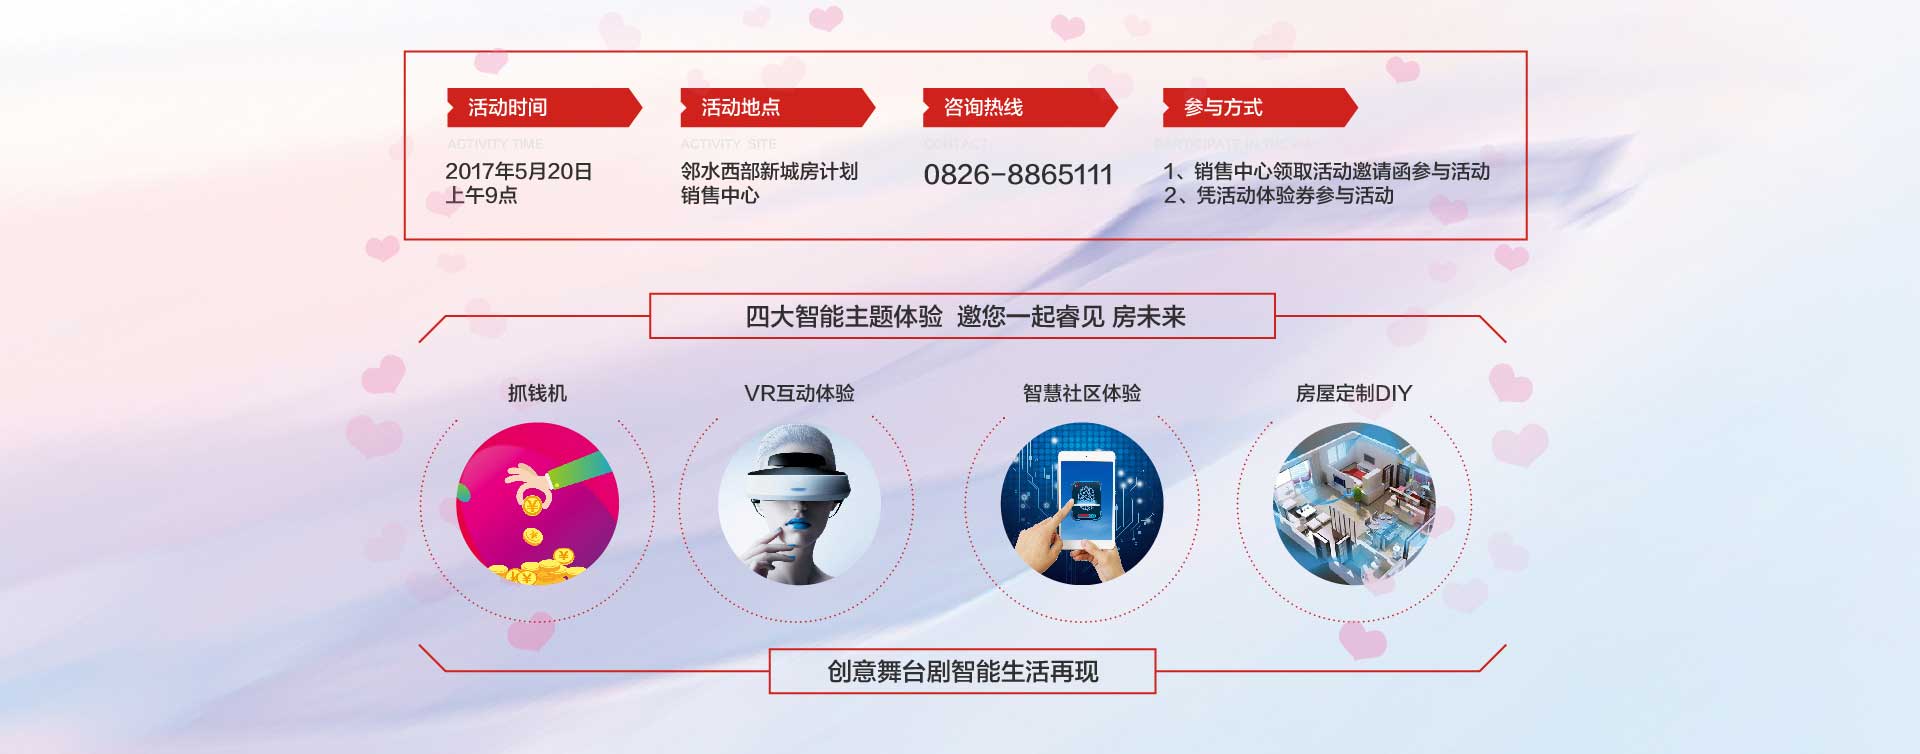 活动时间
ACTIVITY TIME
2017年5月20日
上午9点
活动地点
ACTIVITY SITE
邻水西部新城房计划
销售中心
咨询热线
CONTACT
0826-8865111
参与方式
PARTICIPATE IN THE
1、销售中心领取活动邀请函参与活动
2、凭活动体验券参与活动
四大智能主题体验 邀您一起睿见 房未来
抓钱机
VR互动体验
智慧社区体验
房屋定制DIY
创意舞台剧智能生活再现